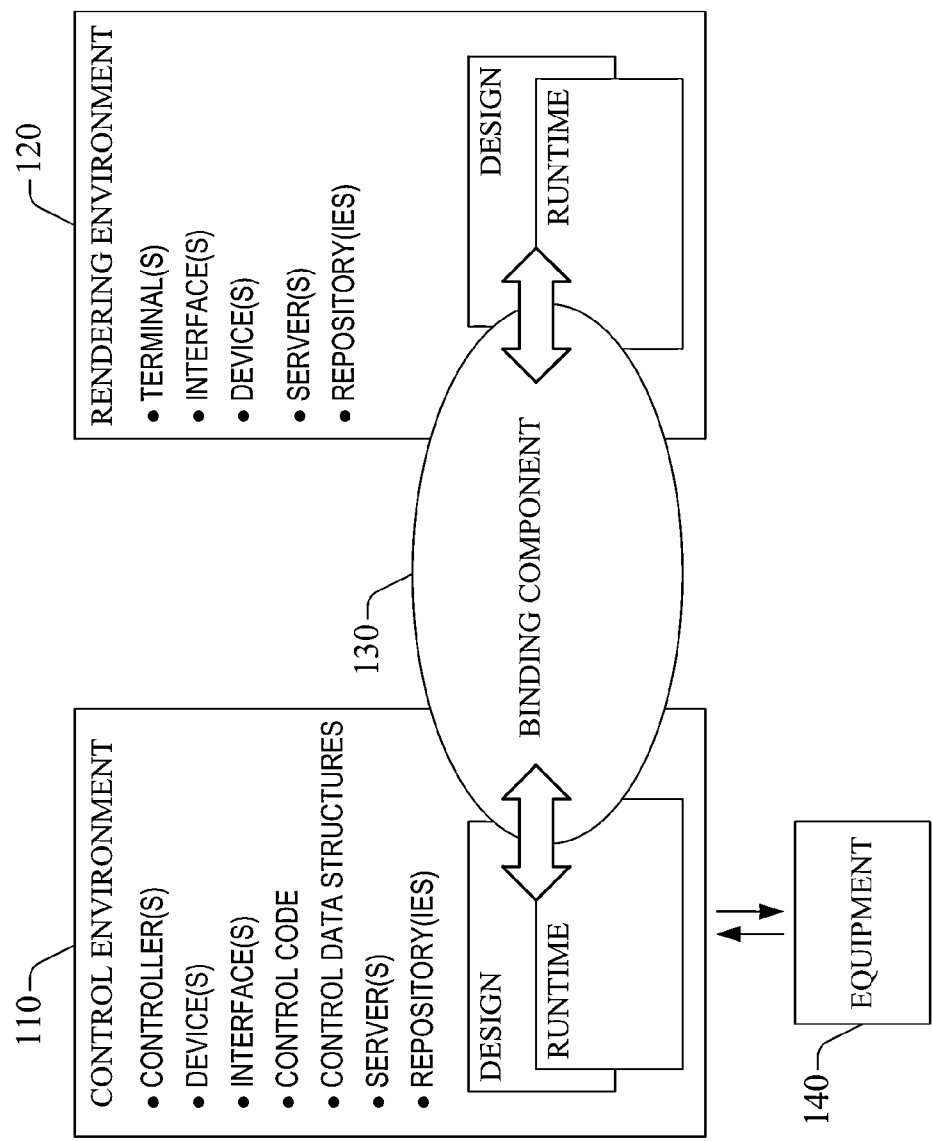 110
CONTROL ENVIRONMENT
• CONTROLLER(S)
• DEVICE(S)
• INTERFACE(S)
• CONTROL CODE
• CONTROL DATA STRUCTURES
• SERVER(S)
• REPOSITORY(IES)
DESIGN
RUNTIME
130
BINDING COMPONENT
120
RENDERING ENVIRONMENT
• TERMINAL(S)
• INTERFACE(S)
• DEVICE(S)
• SERVER(S)
• REPOSITORY(IES)
DESIGN
RUNTIME
140
EQUIPMENT